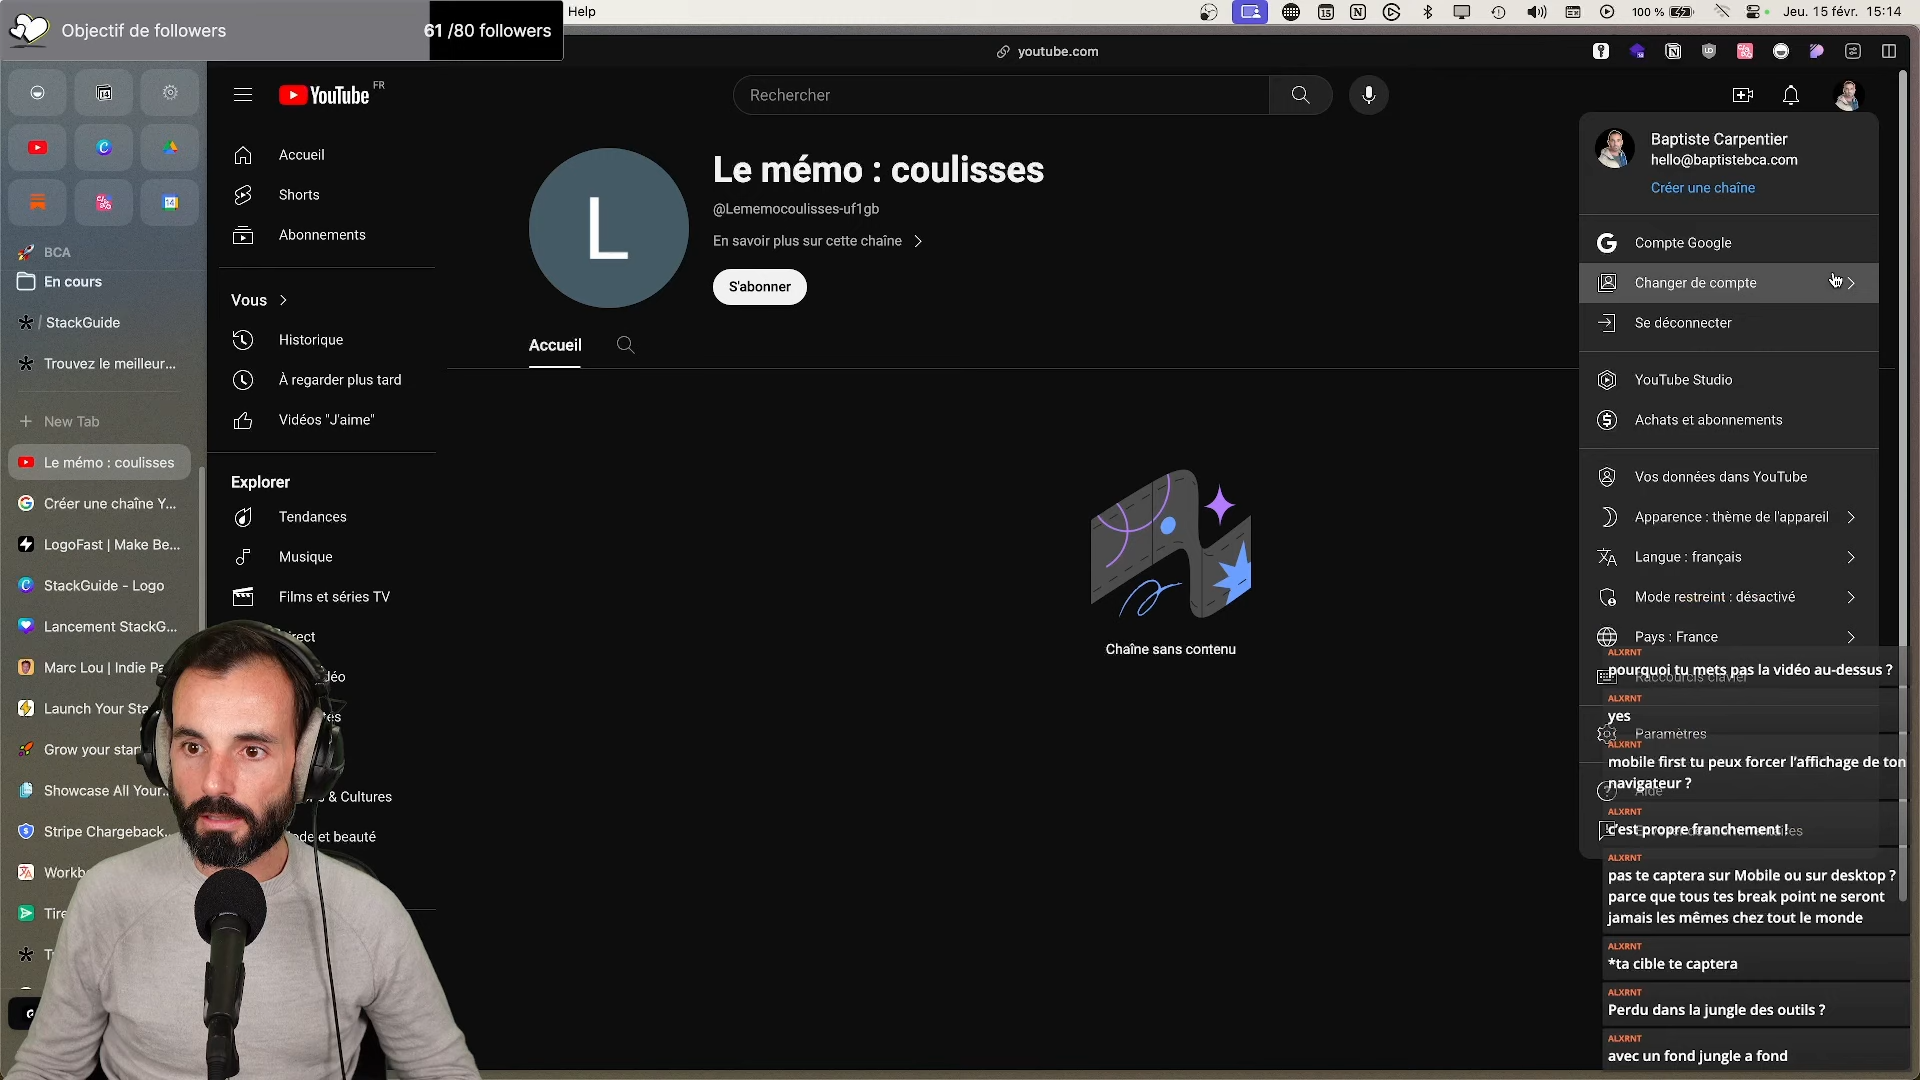 Objectif de followers
61 /80 followers
Help
100 %
Jeu. 15 févr. 15:14
youtube.com
YouTube FR
Rechercher
Accueil
Shorts
Abonnements
Vous
Historique
À regarder plus tard
Vidéos "J'aime"
Explorer
Tendances
Musique
Films et séries TV
BCA
En cours
/ StackGuide
Trouvez le meilleur...
New Tab
Le mémo : coulisses
Créer une chaîne Y...
LogoFast | Make Be...
StackGuide - Logo
Lancement StackG...
Marc Lou | Indie Pa
Launch Your Sta
Grow your start
Showcase All Your...
Stripe Chargeback...
& Cultures
et beauté
Le mémo : coulisses
@Lememocoulisses-uf1gb
En savoir plus sur cette chaîne
S'abonner
Accueil
L
Chaîne sans contenu
Baptiste Carpentier
hello@baptistebca.com
Créer une chaîne
Compte Google
Changer de compte
Se déconnecter
YouTube Studio
Achats et abonnements
Vos données dans YouTube
Apparence : thème de l'appareil
Langue : français
Mode restreint : désactivé
Pays : France
Raccourcis clavier
Paramètres
Aide
ALXRNT
pourquoi tu mets pas la vidéo au-dessus ?
ALXRNT
yes
ALXRNT
mobile first tu peux forcer l'affichage de ton
navigateur ?
ALXRNT
c'est propre franchement !
ALXRNT
pas te captera sur Mobile ou sur desktop ?
parce que tous tes break point ne seront
jamais les mêmes chez tout le monde
ALXRNT
*ta cible te captera
ALXRNT
Perdu dans la jungle des outils ?
ALXRNT
avec un fond jungle a fond